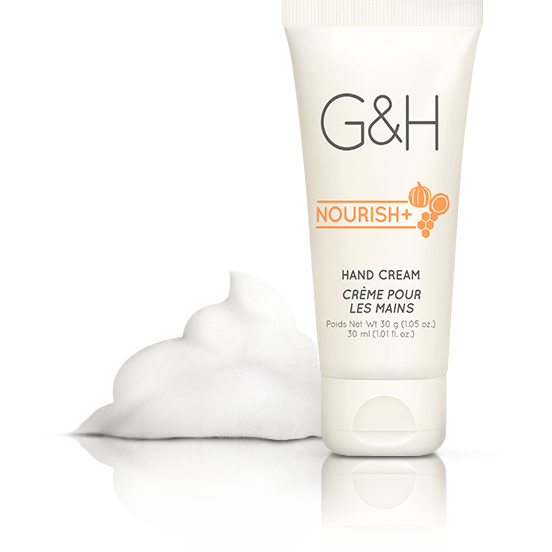 G&H
NOURISH+
HAND CREAM
CRÈME POUR
LES MAINS
Poids Net Wt 30 g (1.05 oz.)
30 ml (1.01 fl. oz.)